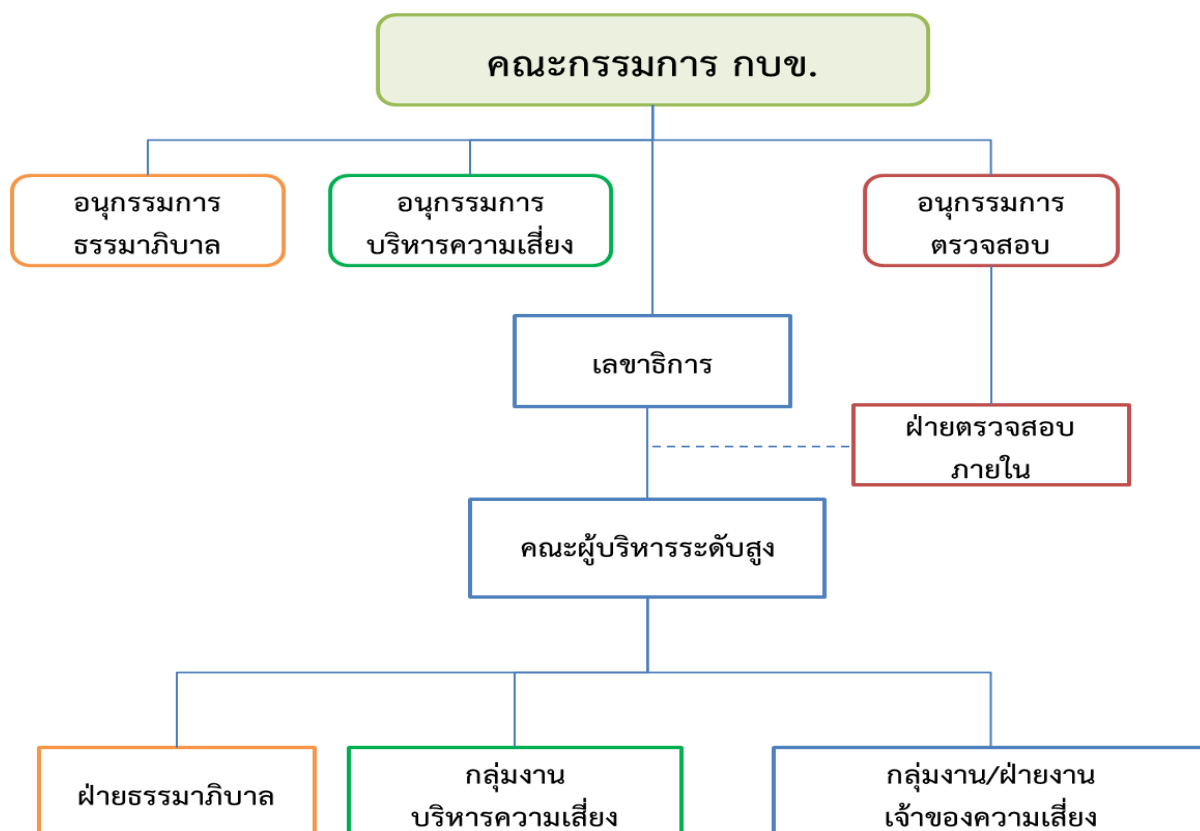 คณะกรรมการ กบข.
อนุกรรมการ
ธรรมาภิบาล
อนุกรรมการ
บริหารความเสี่ยง
อนุกรรมการ
ตรวจสอบ
เลขาธิการ
ฝ่ายตรวจสอบ
ภายใน
คณะผู้บริหารระดับสูง
ฝ่ายธรรมาภิบาล
กลุ่มงาน
บริหารความเสี่ยง
กลุ่มงาน/ฝ่ายงาน
เจ้าของความเสี่ยง